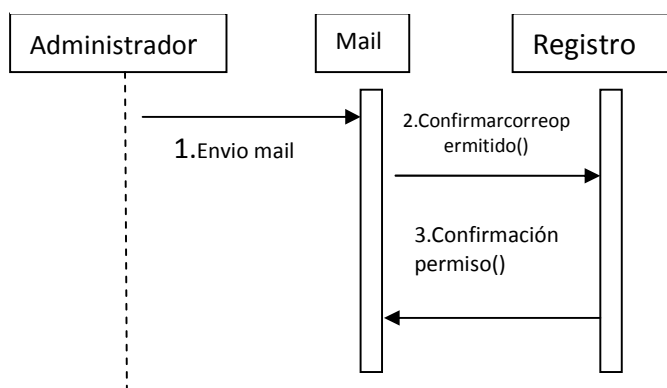 Administrador
Mail
Registro
1.Envio mail
2.Confirmarcorreop
ermitido()
3.Confirmación
permiso()